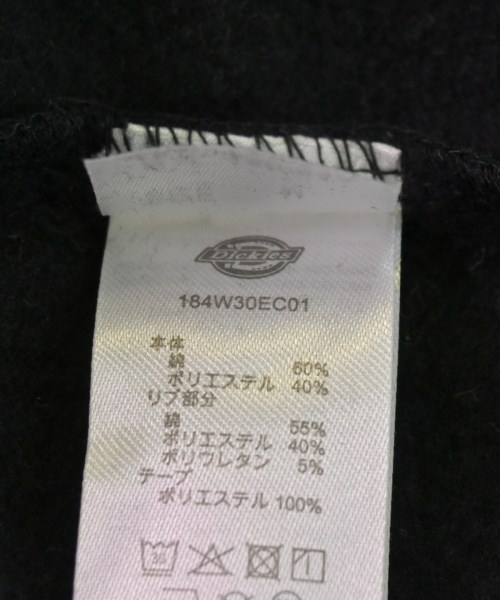 Dickies
184W30EC01
本体
綿 60%
ポリエステル 40%
リブ部分
綿 55%
ポリエステル 40%
ポリウレタン 5%
テープ
ポリエステル 100%
30